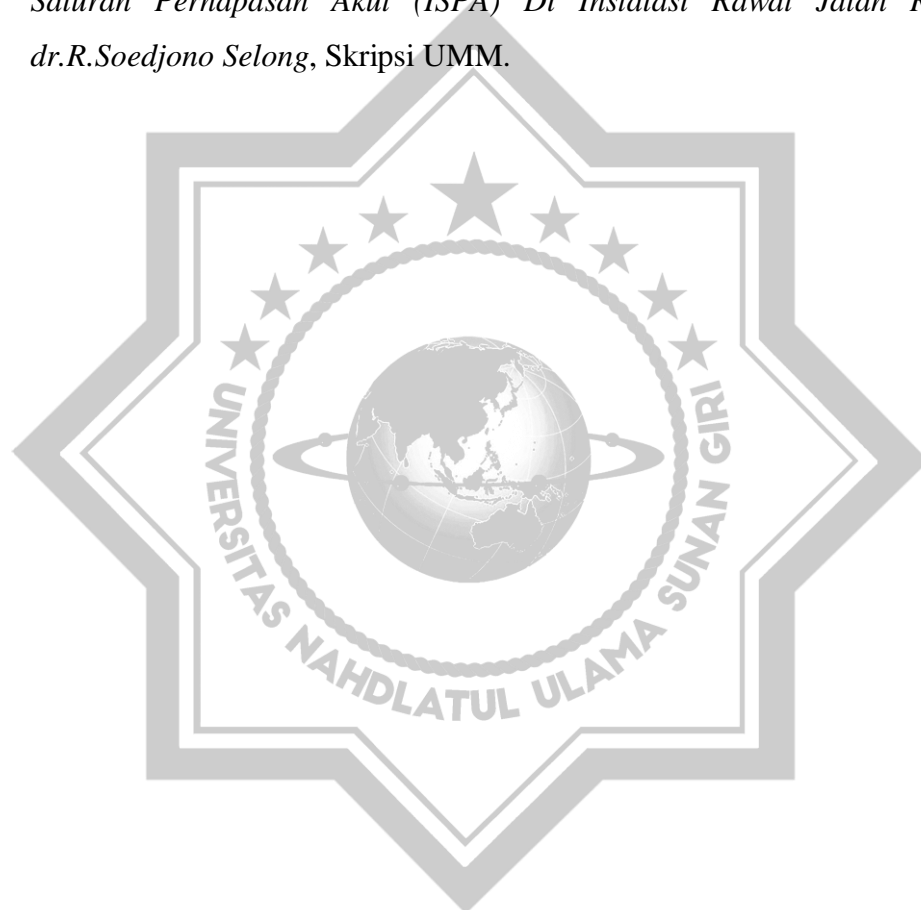 Saluran Pernapasan Akut (ISPA) Di Instalasi Rawat Jalan
dr.R.Soedjono Selong, Skripsi UMM.
UNIVERSITAS NAHDLATUL ULAMA SUNAN GIRI